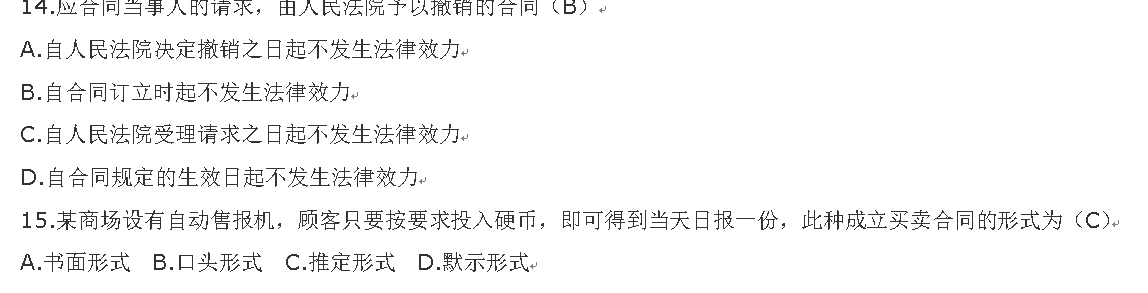 14.应合同当事人的请求，由人民法院予以撤销的合同（B）
A.自人民法院决定撤销之日起不发生法律效力
B.自合同订立时起不发生法律效力
C.自人民法院受理请求之日起不发生法律效力
D.自合同规定的生效日起不发生法律效力
15.某商场设有自动售报机，顾客只要按要求投入硬币，即可得到当天日报一份，此种成立买卖合同的形式为（C）
A.书面形式 B.口头形式 C.推定形式 D.默示形式